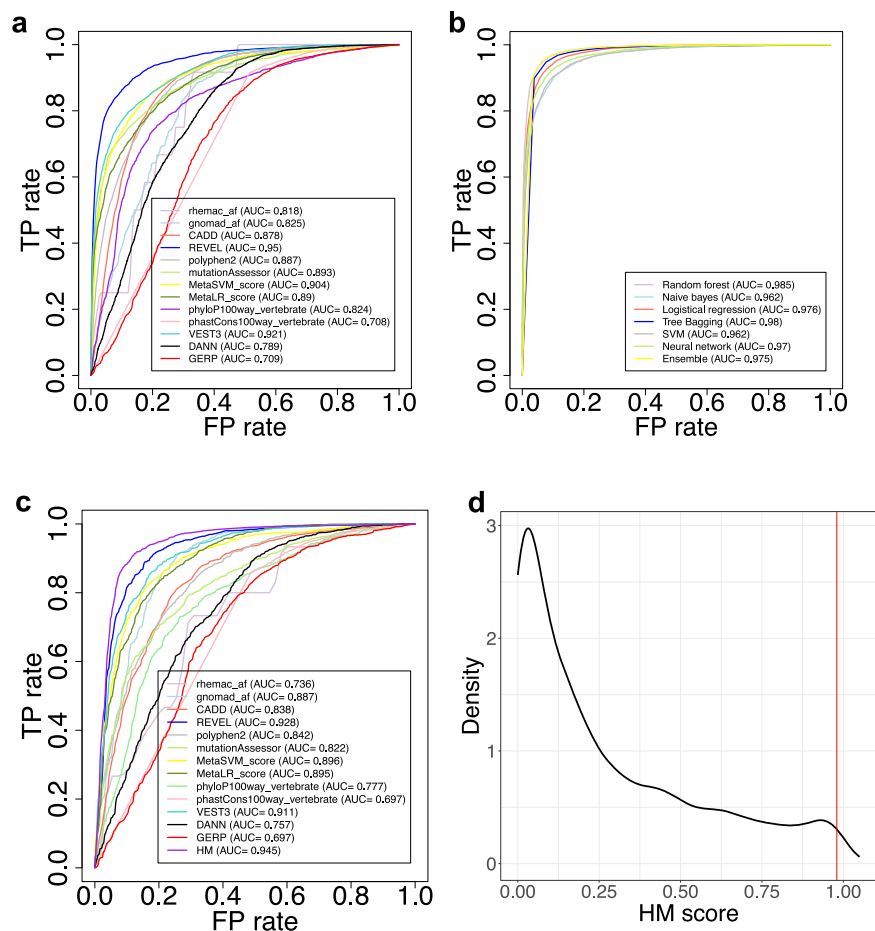 a
TP rate
1.0
0.8
0.6
0.4
0.2
0.0
rhemac_af (AUC= 0.818)
gnomad_af (AUC= 0.825)
CADD (AUC= 0.878)
REVEL (AUC= 0.95)
polyphen2 (AUC= 0.887)
mutationAssessor (AUC= 0.893)
MetaSVM_score (AUC= 0.904)
MetaLR_score (AUC= 0.89)
phyloP100way_vertebrate (AUC= 0.824)
phastCons100way_vertebrate (AUC= 0.708)
VEST3 (AUC= 0.921)
DANN (AUC= 0.789)
GERP (AUC= 0.709)
0.0 0.2 0.4 0.6 0.8 1.0
FP rate
b
TP rate
1.0
0.8
0.6
0.4
0.2
0.0
Random forest (AUC= 0.985)
Naive bayes (AUC= 0.962)
Logistic regression (AUC= 0.976)
Tree Bagging (AUC= 0.98)
SVM (AUC= 0.962)
Neural network (AUC= 0.97)
Ensemble (AUC= 0.975)
0.0 0.2 0.4 0.6 0.8 1.0
FP rate
c
TP rate
1.0
0.8
0.6
0.4
0.2
0.0
rhemac_af (AUC= 0.736)
gnomad_af (AUC= 0.887)
CADD (AUC= 0.838)
REVEL (AUC= 0.928)
polyphen2 (AUC= 0.842)
mutationAssessor (AUC= 0.822)
MetaSVM_score (AUC= 0.896)
MetaLR_score (AUC= 0.895)
phyloP100way_vertebrate (AUC= 0.777)
phastCons100way_vertebrate (AUC= 0.697)
VEST3 (AUC= 0.911)
DANN (AUC= 0.757)
GERP (AUC= 0.697)
HM (AUC= 0.945)
0.0 0.2 0.4 0.6 0.8 1.0
FP rate
d
Density
3
2
1
0
0.00 0.25 0.50 0.75 1.00
HM score